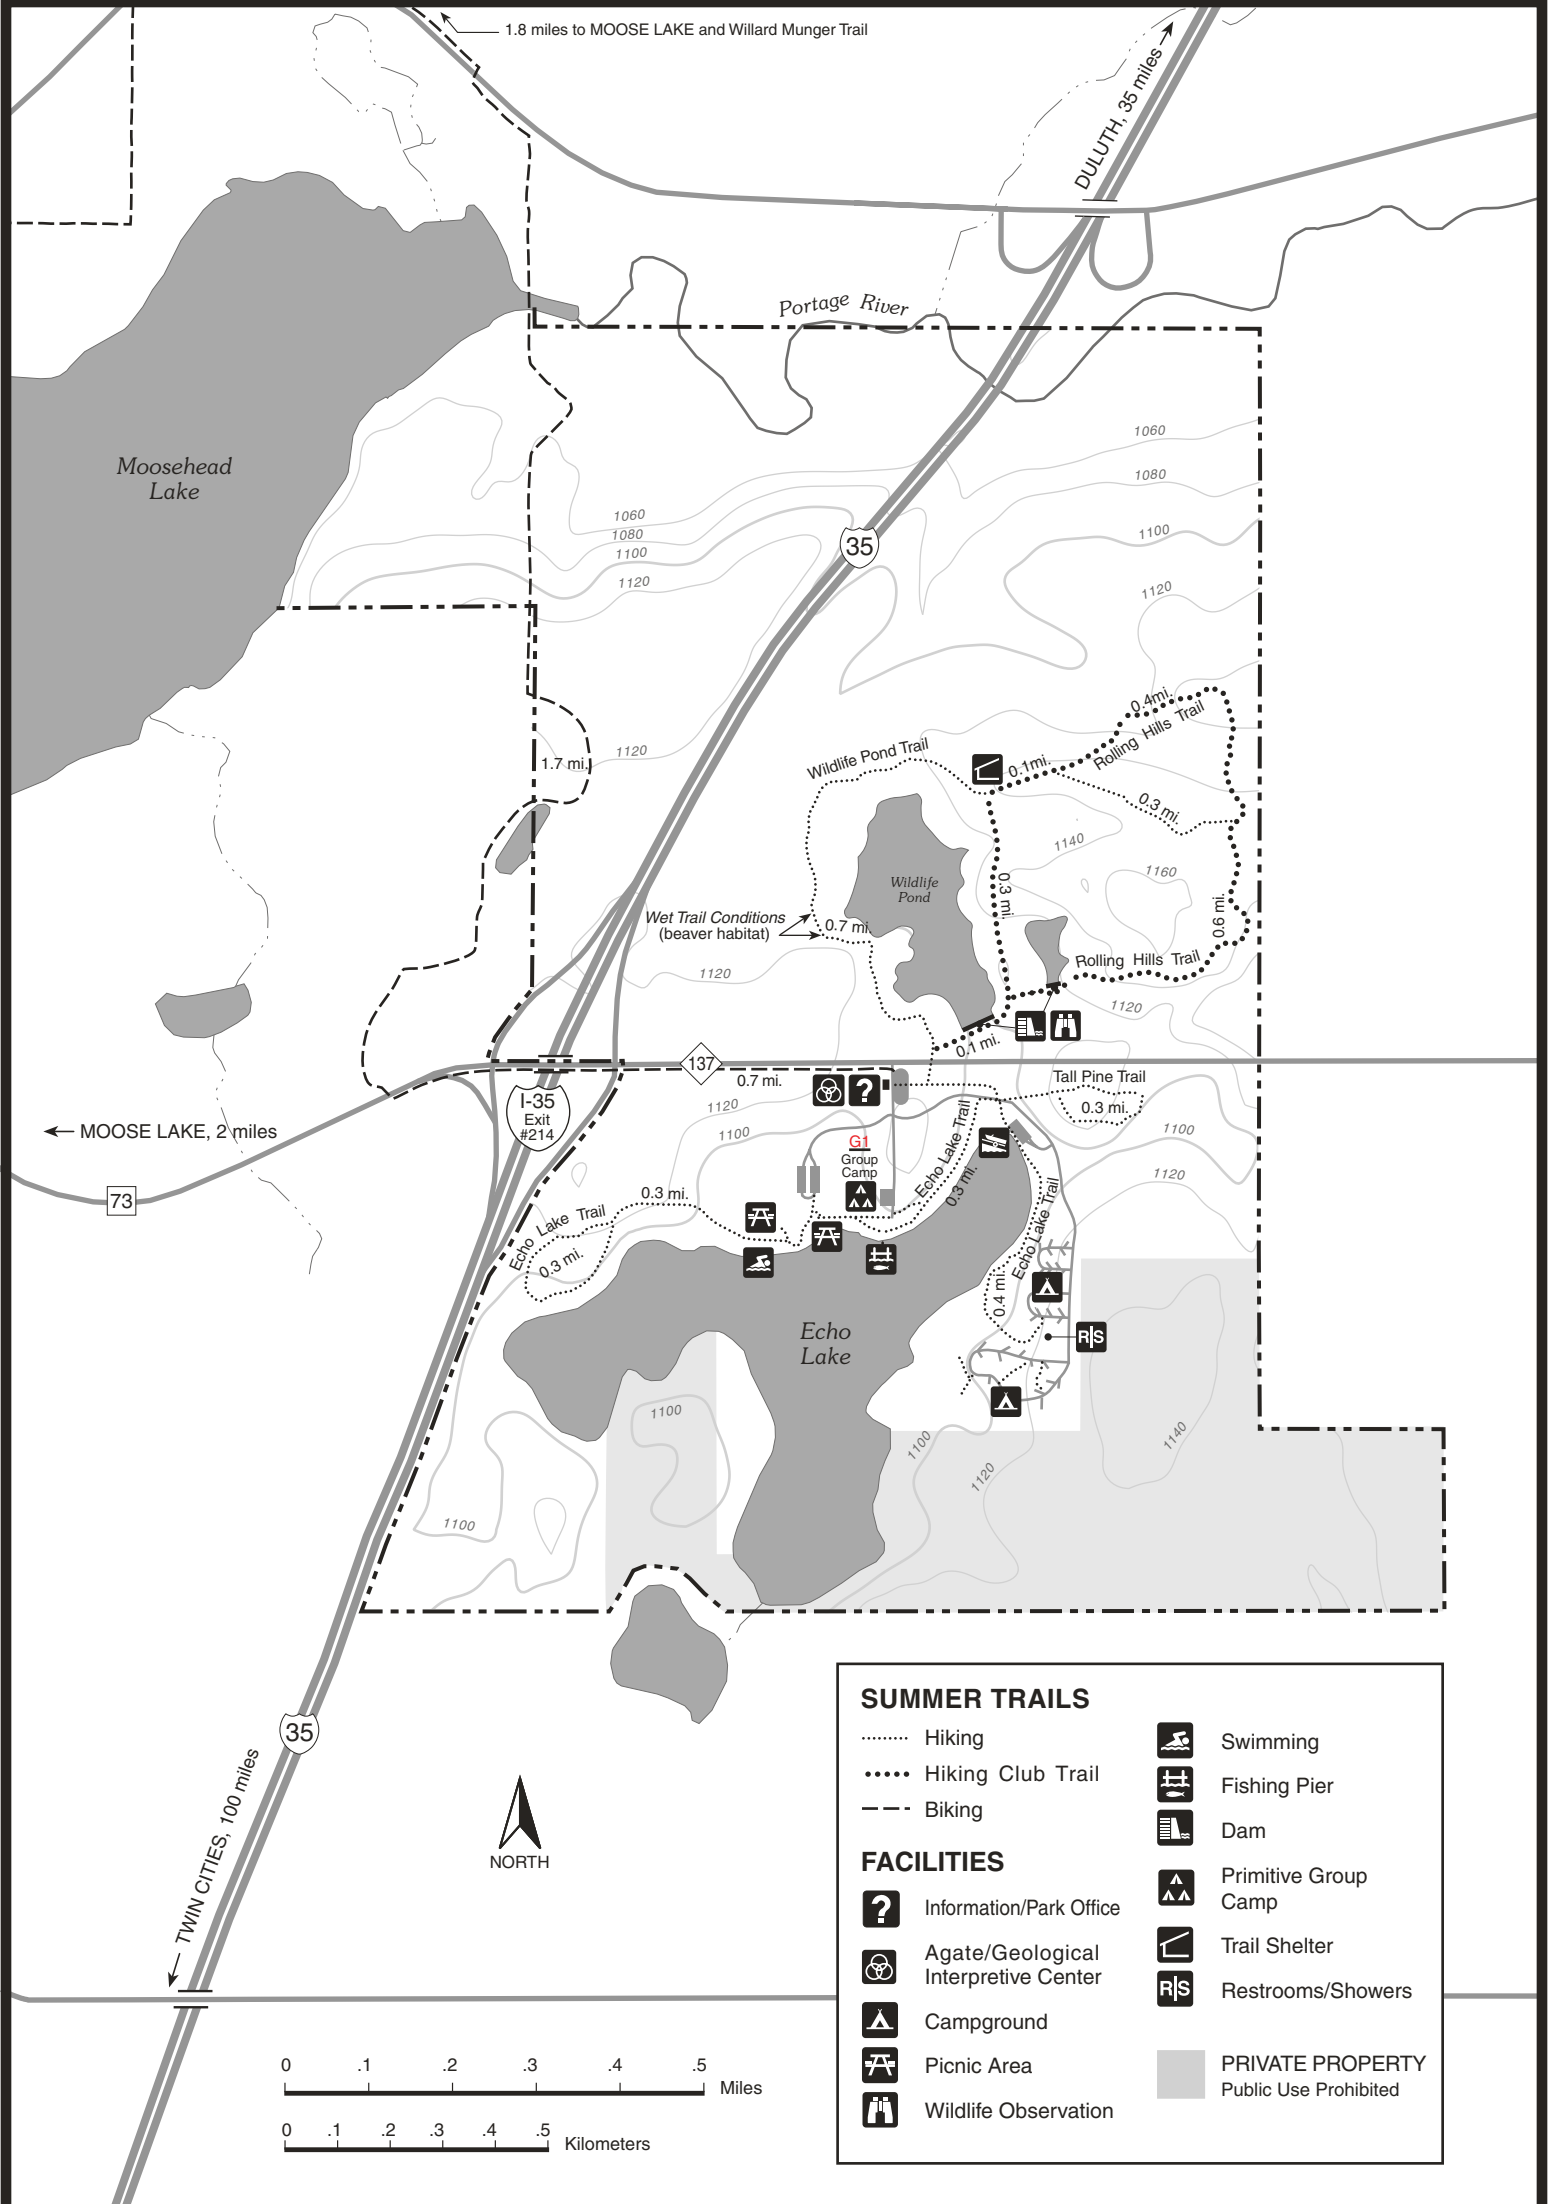 1.8 miles to MOOSE LAKE and Willard Munger Trail
DULUTH, 35 miles
Portage River
Moosehead
Lake
1060
1080
1100
1120
1060
1080
1100
1120
35
0.4mi.
Rolling Hills Trail
Wildlife Pond Trail
0.1mi.
0.3 mi.
1120
1.7 mi.
1140
1160
Wildlife
Pond
0.3 mi.
0.6 mi.
Wet Trail Conditions
(beaver habitat)
0.7 mi.
Rolling Hills Trail
1120
1120
0.1 mi.
137
0.7 mi.
?
Tall Pine Trail
0.3 mi.
I-35
Exit
#214
1120
1100
1100
1120
MOOSE LAKE, 2 miles
G1
Group
Camp
Echo Lake Trail
0.3 mi.
73
0.3 mi.
Echo Lake Trail
0.3 mi.
Echo Lake Trail
0.4 mi.
R|S
Echo
Lake
1100
1100
1120
1140
1100
35
TWIN CITIES, 100 miles
NORTH
SUMMER TRAILS
Hiking
Hiking Club Trail
Biking
FACILITIES
? Information/Park Office
Agate/Geological
Interpretive Center
Campground
Picnic Area
Wildlife Observation
Swimming
Fishing Pier
Dam
Primitive Group
Camp
Trail Shelter
R|S Restrooms/Showers
PRIVATE PROPERTY
Public Use Prohibited
0 .1 .2 .3 .4 .5
Miles
0 .1 .2 .3 .4 .5
Kilometers